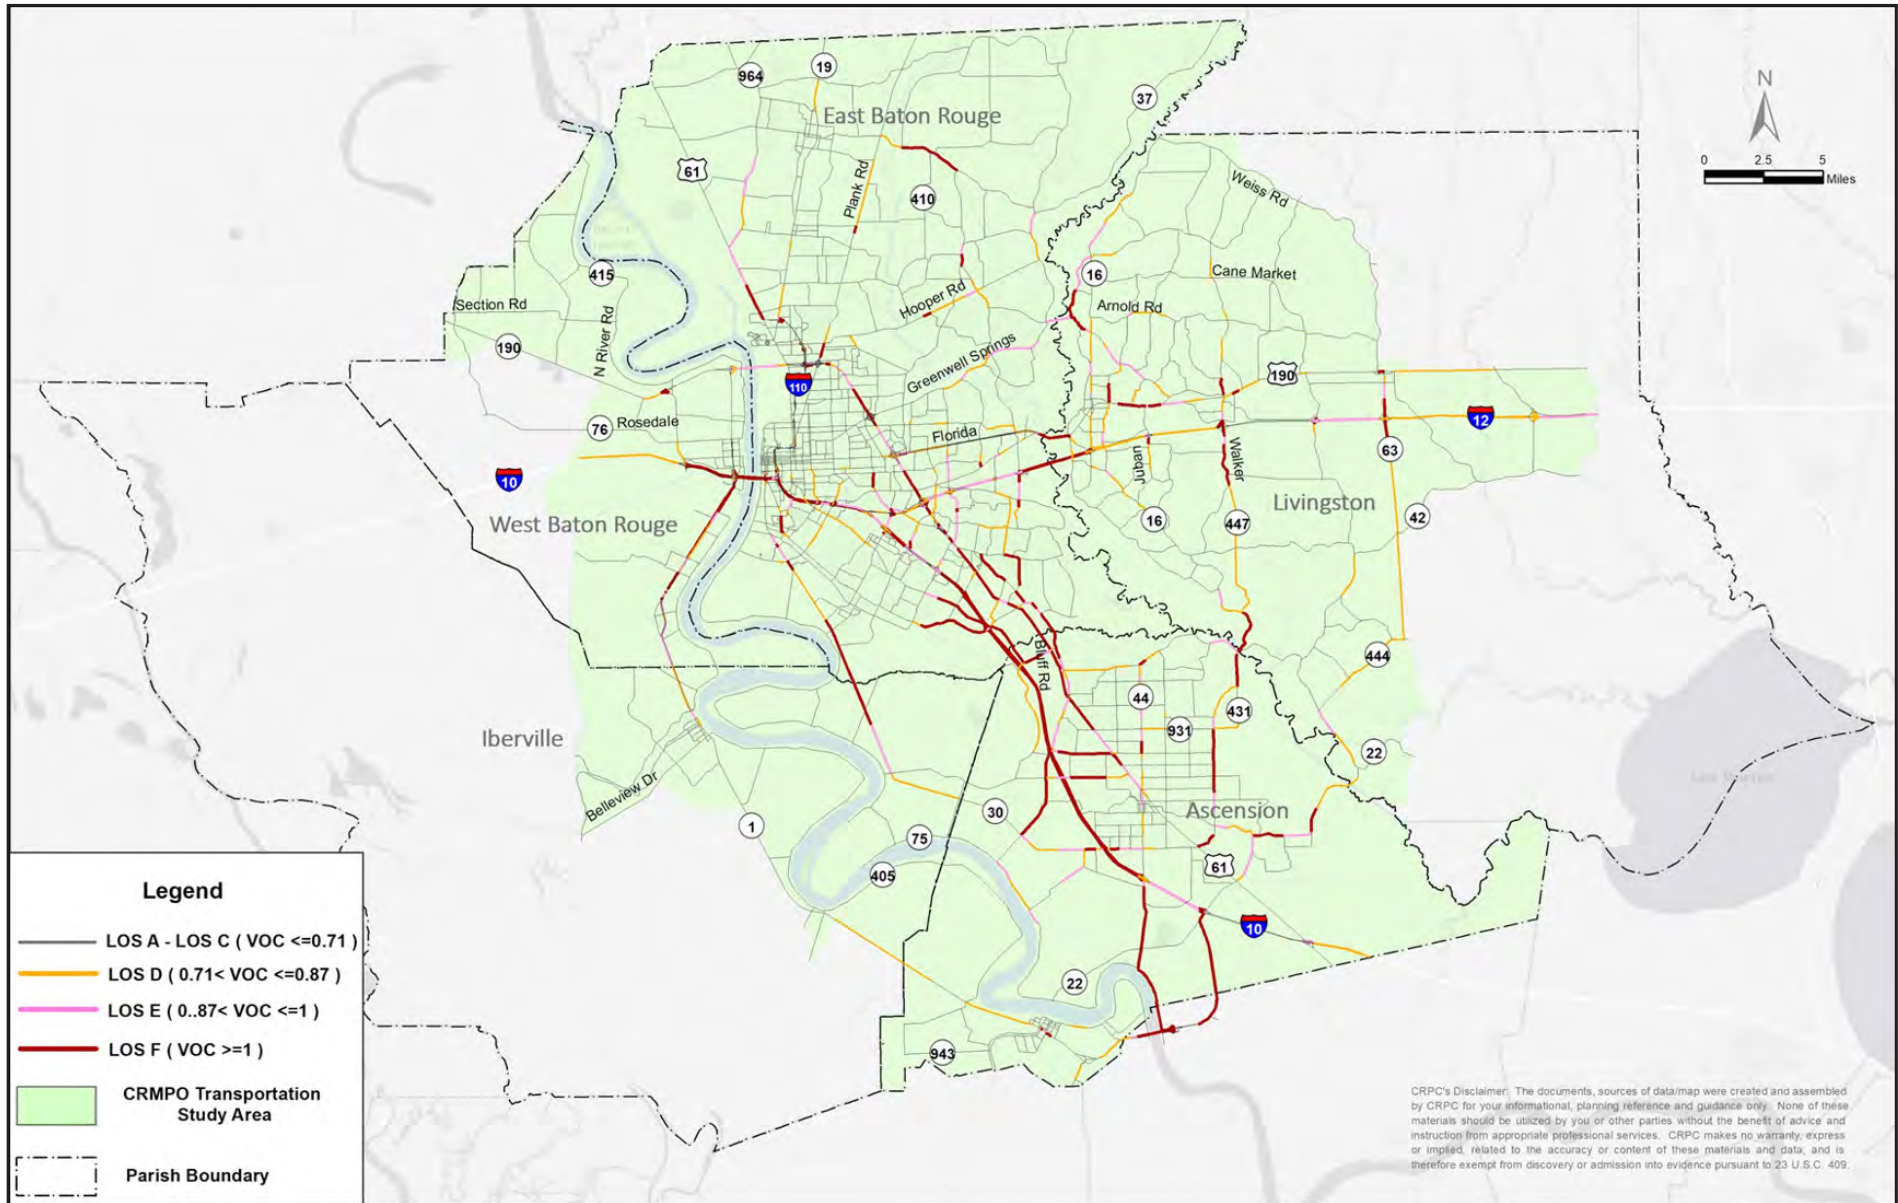 964
19
East Baton Rouge
37
N
0 2.5 5
Miles
61
Plank Rd
410
Weiss Rd
415
16
Cane Market
Section Rd
N River Rd
Hooper Rd
Arnold Rd
190
Greenwell Springs
190
110
76
Rosedale
Florida
12
10
Juban
Walker
63
West Baton Rouge
16
447
Livingston
42
Bluff Rd
444
44
431
931
Iberville
22
Belleview Dr
1
30
Ascension
75
405
61
10
22
943
Legend
LOS A - LOS C ( VOC <=0.71 )
LOS D ( 0.71< VOC <=0.87 )
LOS E ( 0..87< VOC <=1 )
LOS F ( VOC >=1 )
CRMPO Transportation
Study Area
Parish Boundary
CRPC's Disclaimer: The documents, sources of data/map were created and assembled
by CRPC for your informational, planning reference and guidance only. None of these
materials should be utilized by you or other parties without the benefit of advice and
instruction from appropriate professional services. CRPC makes no warranty, express
or implied, related to the accuracy or content of these materials and data; and is
therefore exempt from discovery or admission into evidence pursuant to 23 U.S.C. 409.